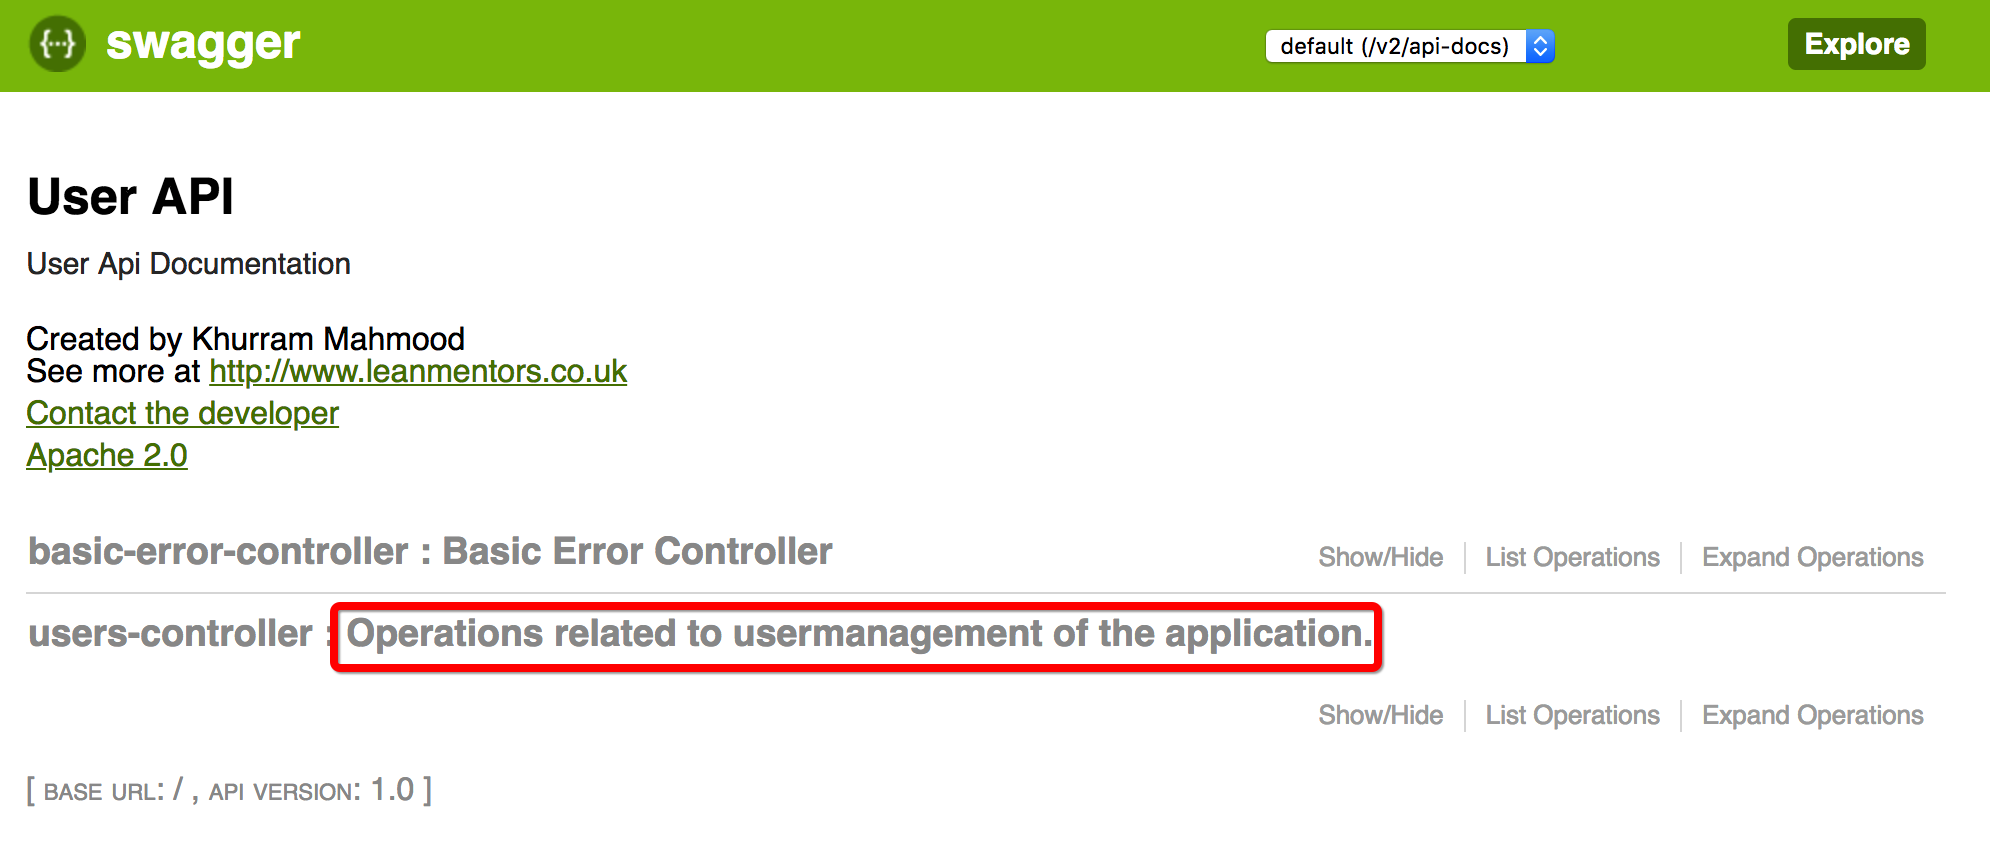 {···} swagger default (/v2/api-docs) Explore
User API
User Api Documentation
Created by Khurram Mahmood
See more at http://www.leanmentors.co.uk
Contact the developer
Apache 2.0
basic-error-controller : Basic Error Controller Show/Hide List Operations Expand Operations
users-controller : Operations related to usermanagement of the application.
Show/Hide List Operations Expand Operations
[ BASE URL: / , API VERSION: 1.0 ]